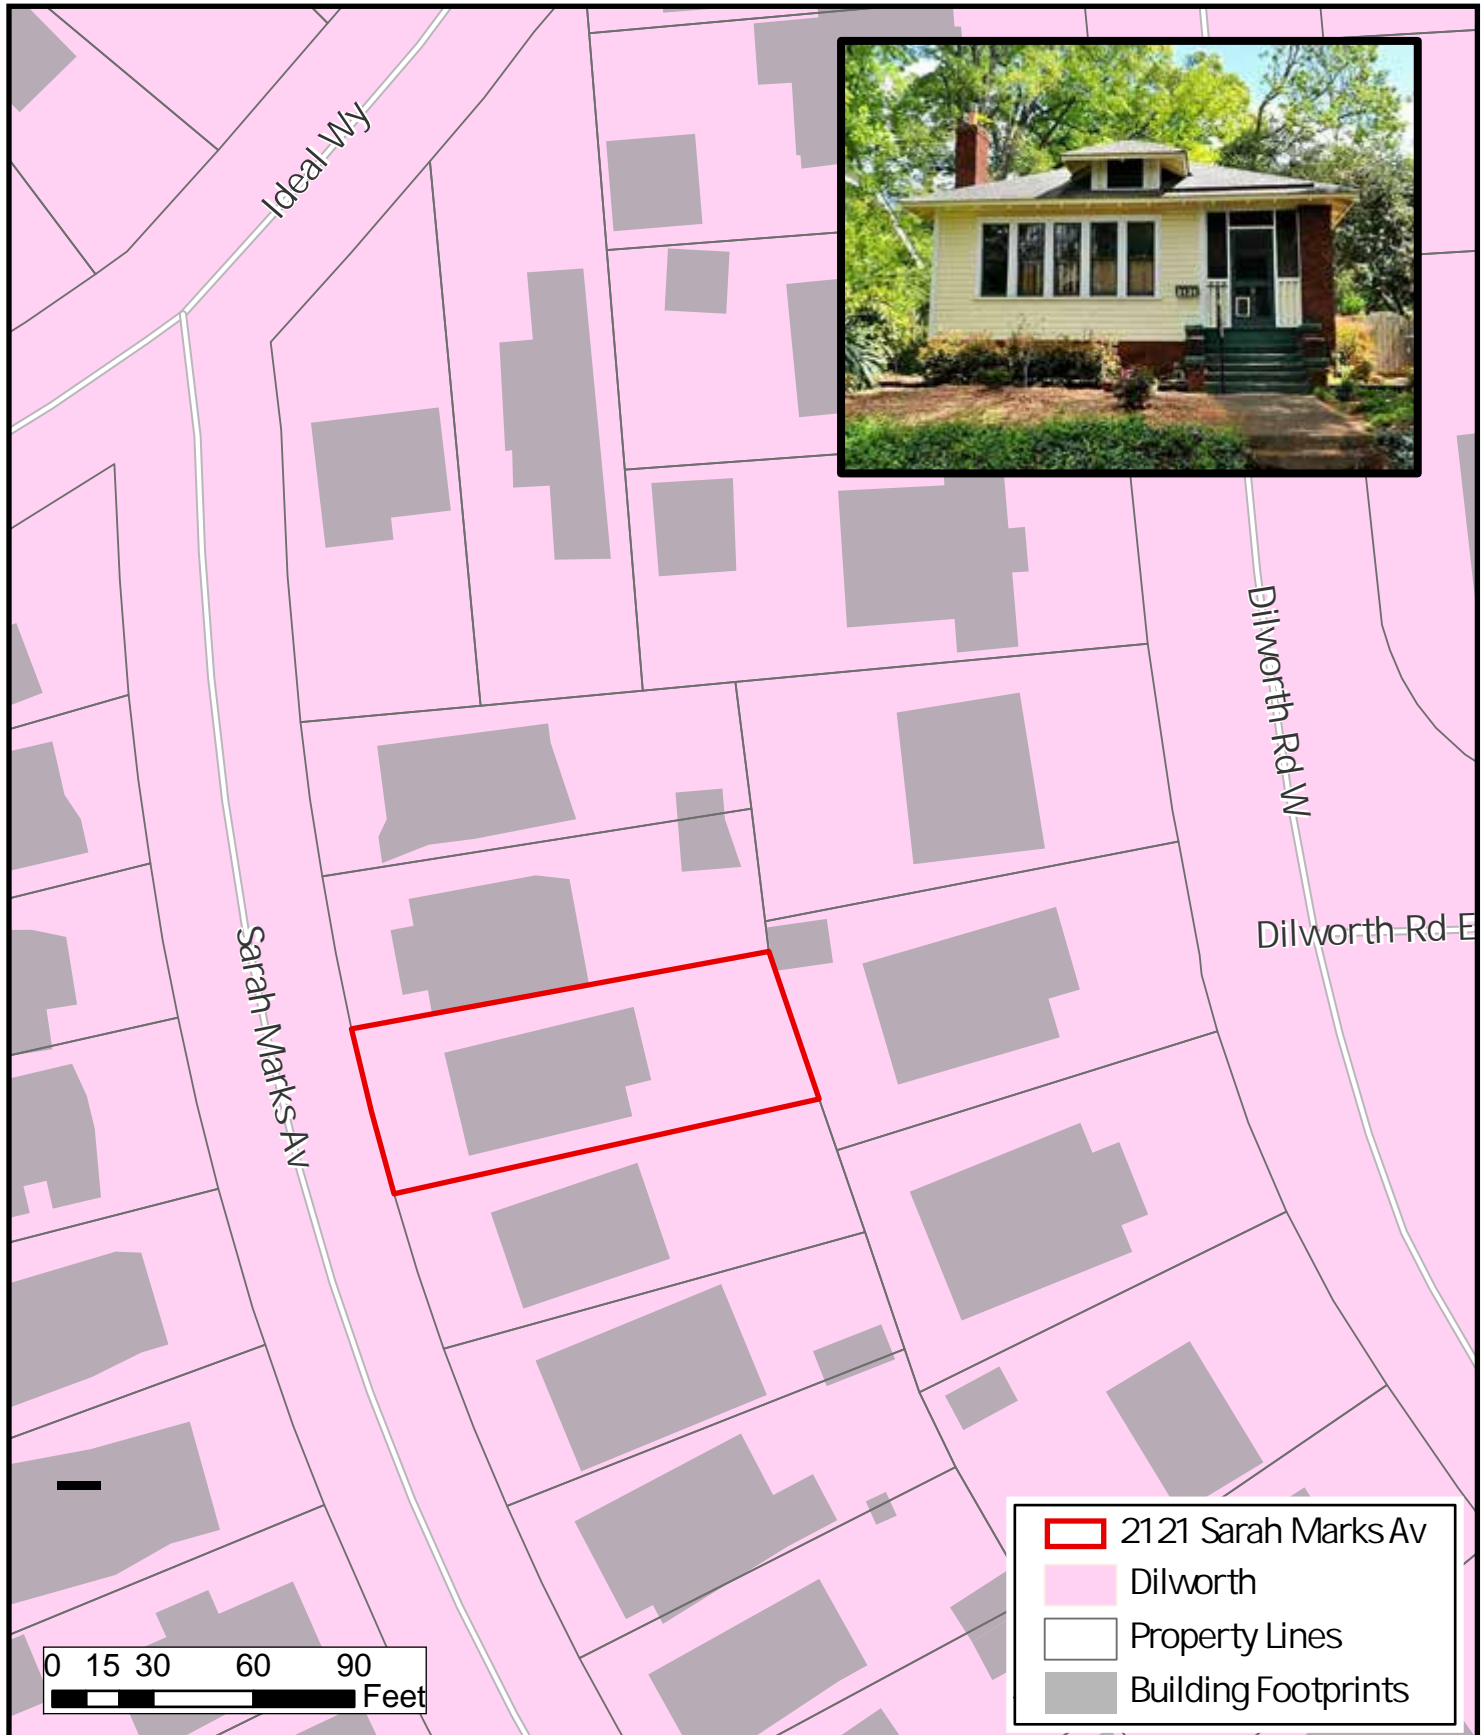 Ideal Wy
2121
Dilworth Rd W
Dilworth Rd E
Sarah Marks Av
2121 Sarah Marks Av
Dilworth
Property Lines
Building Footprints
0 15 30 60 90
Feet